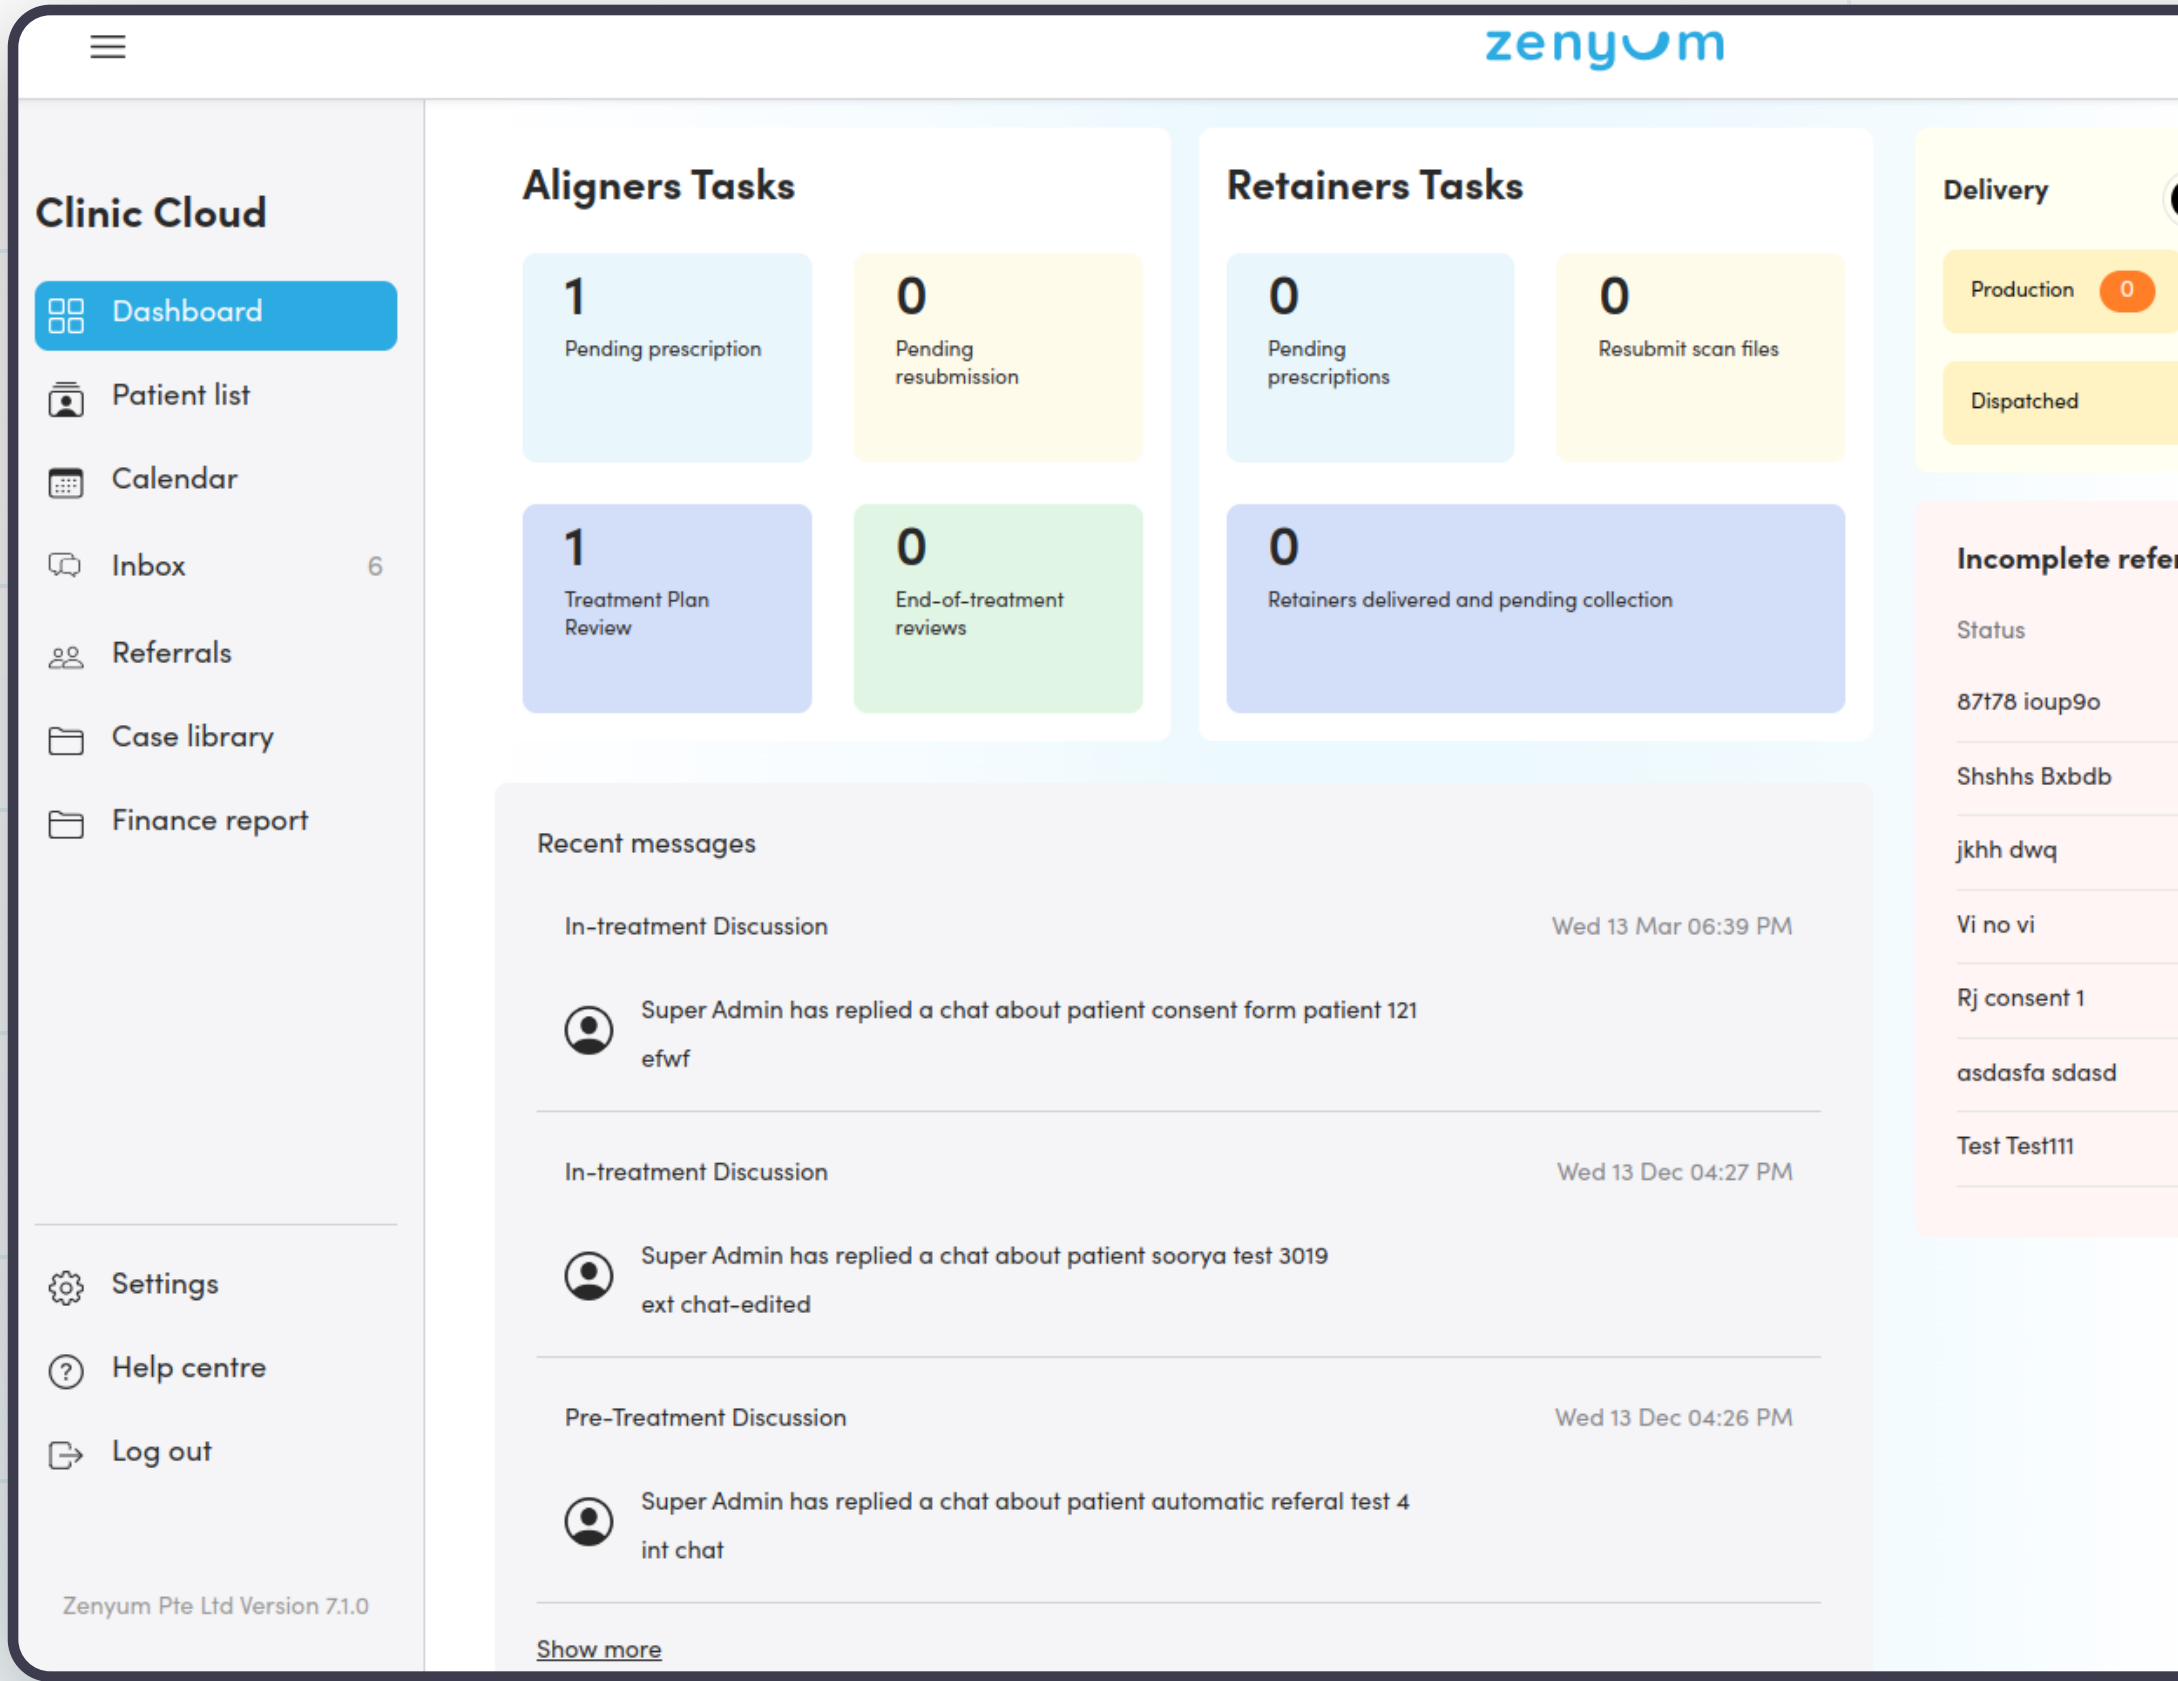 zenyum
Clinic Cloud
Dashboard
Patient list
Calendar
Inbox 6
Referrals
Case library
Finance report
Settings
Help centre
Log out
Zenyum Pte Ltd Version 7.1.0
Aligners Tasks
1
Pending prescription
0
Pending
resubmission
1
Treatment Plan
Review
0
End-of-treatment
reviews
Retainers Tasks
0
Pending
prescriptions
0
Resubmit scan files
0
Retainers delivered and pending collection
Recent messages
In-treatment Discussion Wed 13 Mar 06:39 PM
Super Admin has replied a chat about patient consent form patient 121
efwf
In-treatment Discussion Wed 13 Dec 04:27 PM
Super Admin has replied a chat about patient soorya test 3019
ext chat-edited
Pre-Treatment Discussion Wed 13 Dec 04:26 PM
Super Admin has replied a chat about patient automatic referal test 4
int chat
Show more
Delivery
Production 0
Dispatched
Incomplete refer
Status
87t78 ioup9o
Shshhs Bxbdb
jkhh dwq
Vi no vi
Rj consent 1
asdasfa sdasd
Test Test111